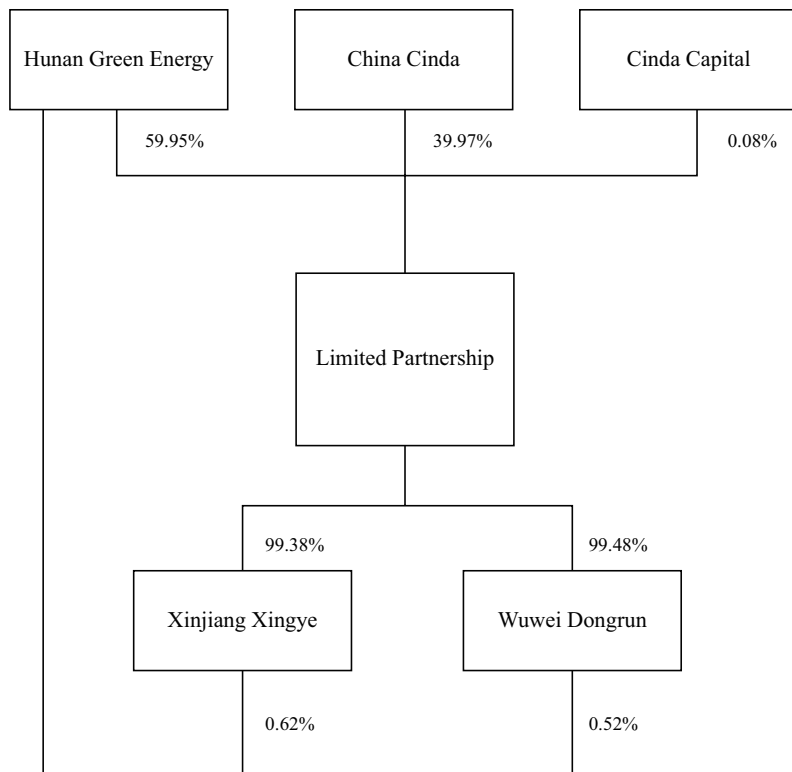 Hunan Green Energy
China Cinda
Cinda Capital
59.95%
39.97%
0.08%
Limited Partnership
99.38%
99.48%
Xinjiang Xingye
Wuwei Dongrun
0.62%
0.52%